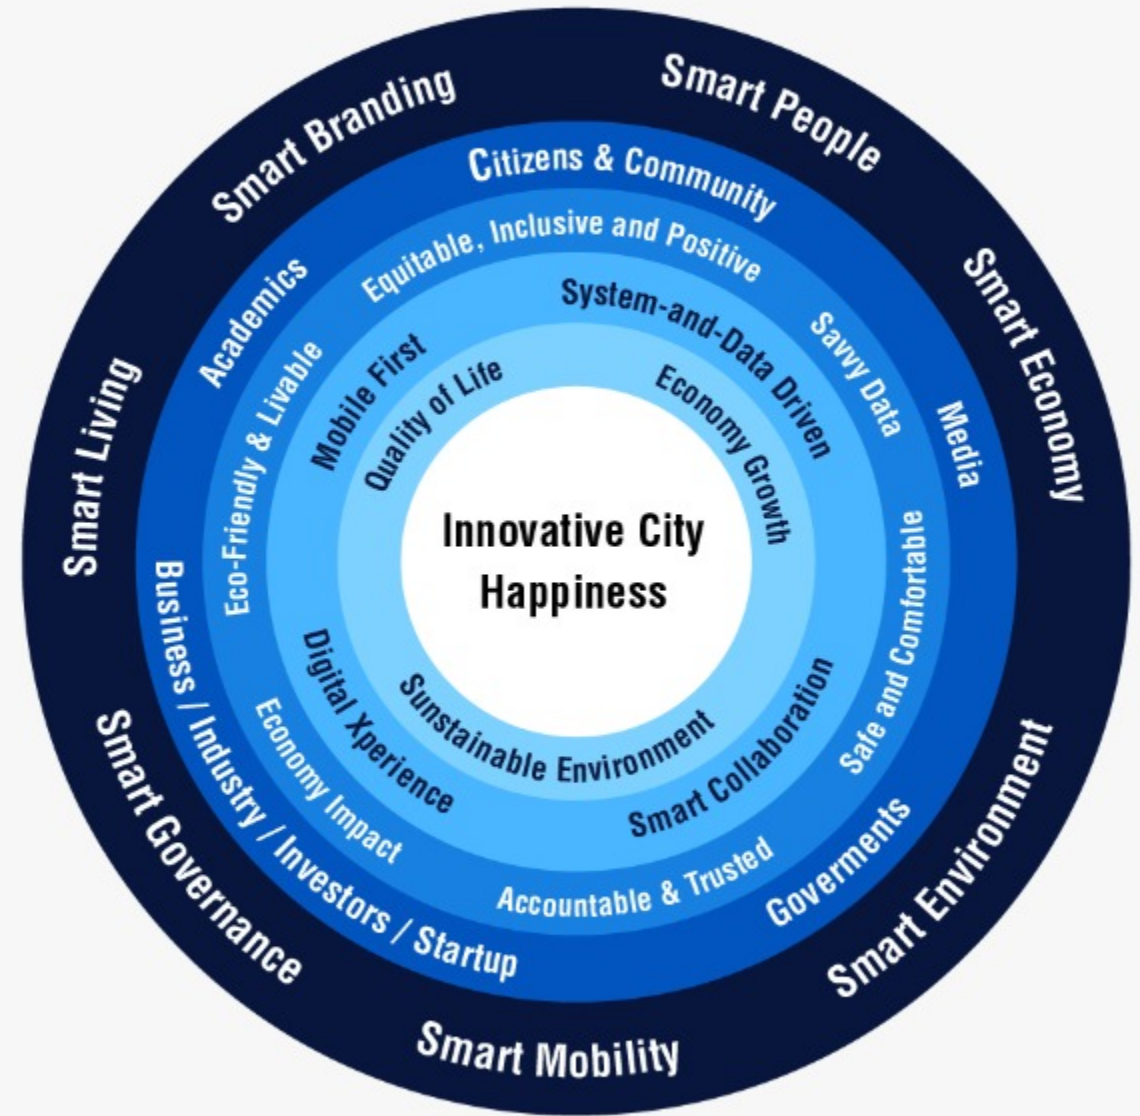 Smart Branding
Smart People
Smart Economy
Smart Environment
Smart Mobility
Smart Governance
Smart Living
Citizens & Community
Media
Goverments
Business / Industry / Investors / Startup
Academics
Equitable, Inclusive and Positive
Savvy Data
Safe and Comfortable
Accountable & Trusted
Economy Impact
Eco-Friendly & Livable
System-and-Data Driven
Smart Collaboration
Digital Xperience
Mobile First
Quality of Life
Economy Growth
Sunstainable Environment
Innovative City
Happiness